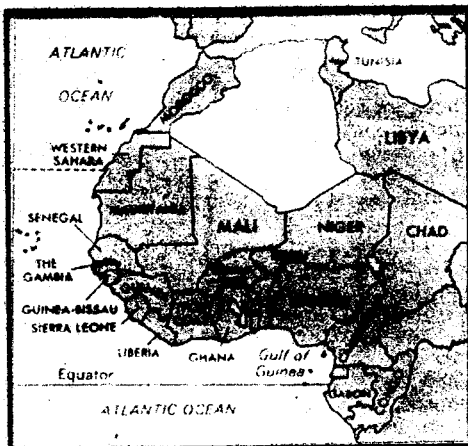 ATLANTIC
OCEAN
TUNISIA
MOROCCO
LIBYA
WESTERN
SAHARA
MALI
NIGER
CHAD
SENEGAL
THE
GAMBIA
GUINEA-BISSAU
SIERRA LEONE
LIBERIA
GHANA
Gulf of
Guinea
Equator
GABON
ATLANTIC OCEAN